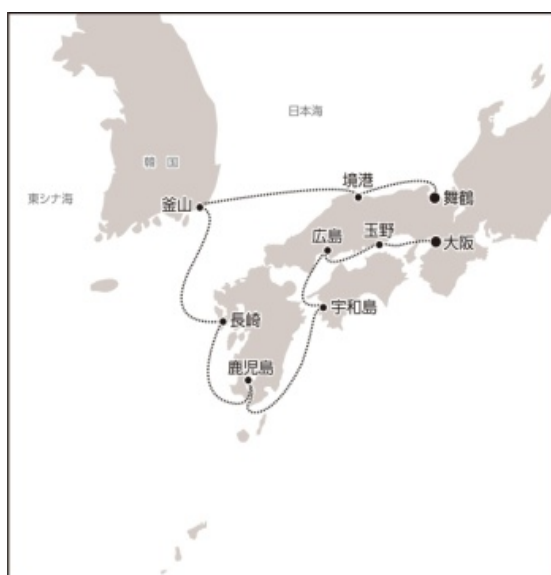 日本海
韓国
東シナ海
境港
舞鶴
釜山
広島
玉野
大阪
宇和島
長崎
鹿児島